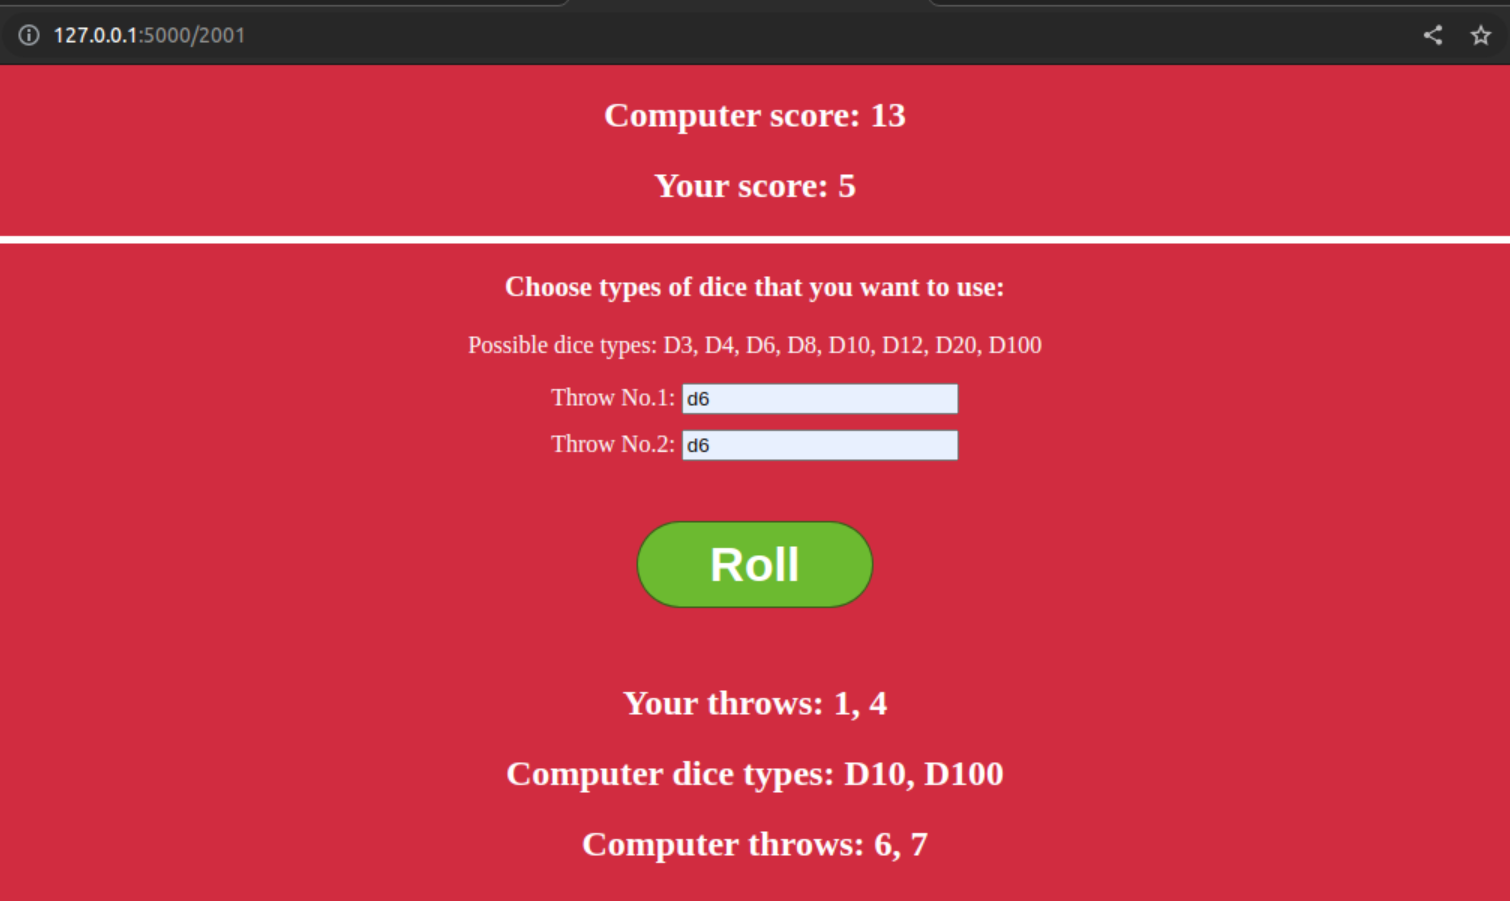 127.0.0.1:5000/2001
Computer score: 13
Your score: 5
Choose types of dice that you want to use:
Possible dice types: D3, D4, D6, D8, D10, D12, D20, D100
Throw No.1: d6
Throw No.2: d6
Roll
Your throws: 1, 4
Computer dice types: D10, D100
Computer throws: 6, 7